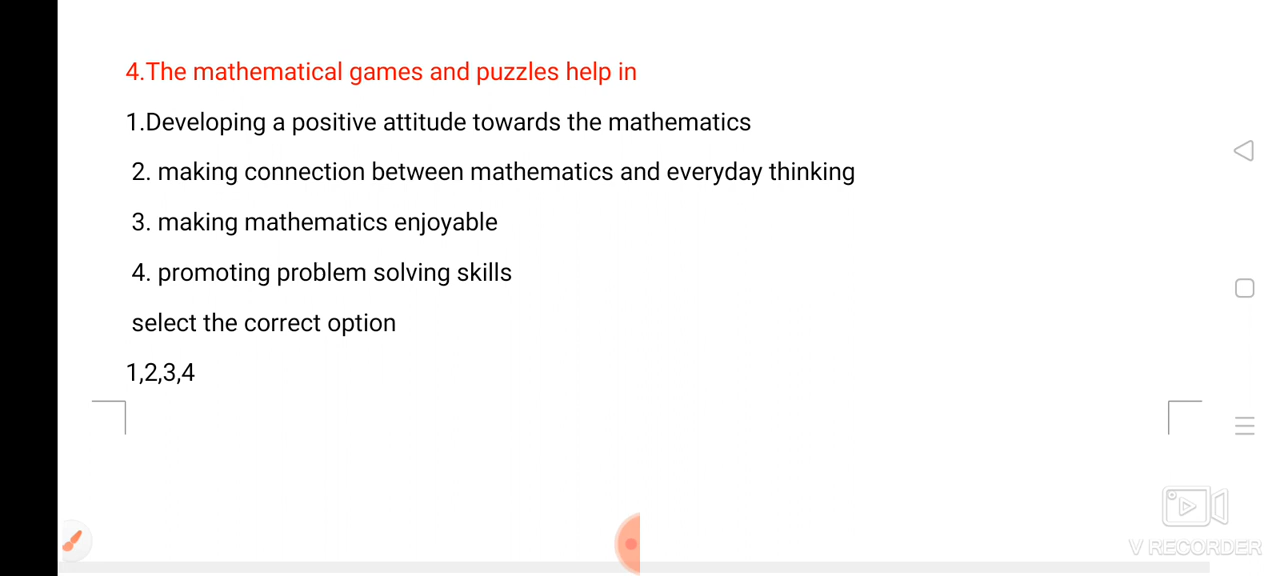 4.The mathematical games and puzzles help in
1.Developing a positive attitude towards the mathematics
2. making connection between mathematics and everyday thinking
3. making mathematics enjoyable
4. promoting problem solving skills
select the correct option
1,2,3,4
V RECORDER